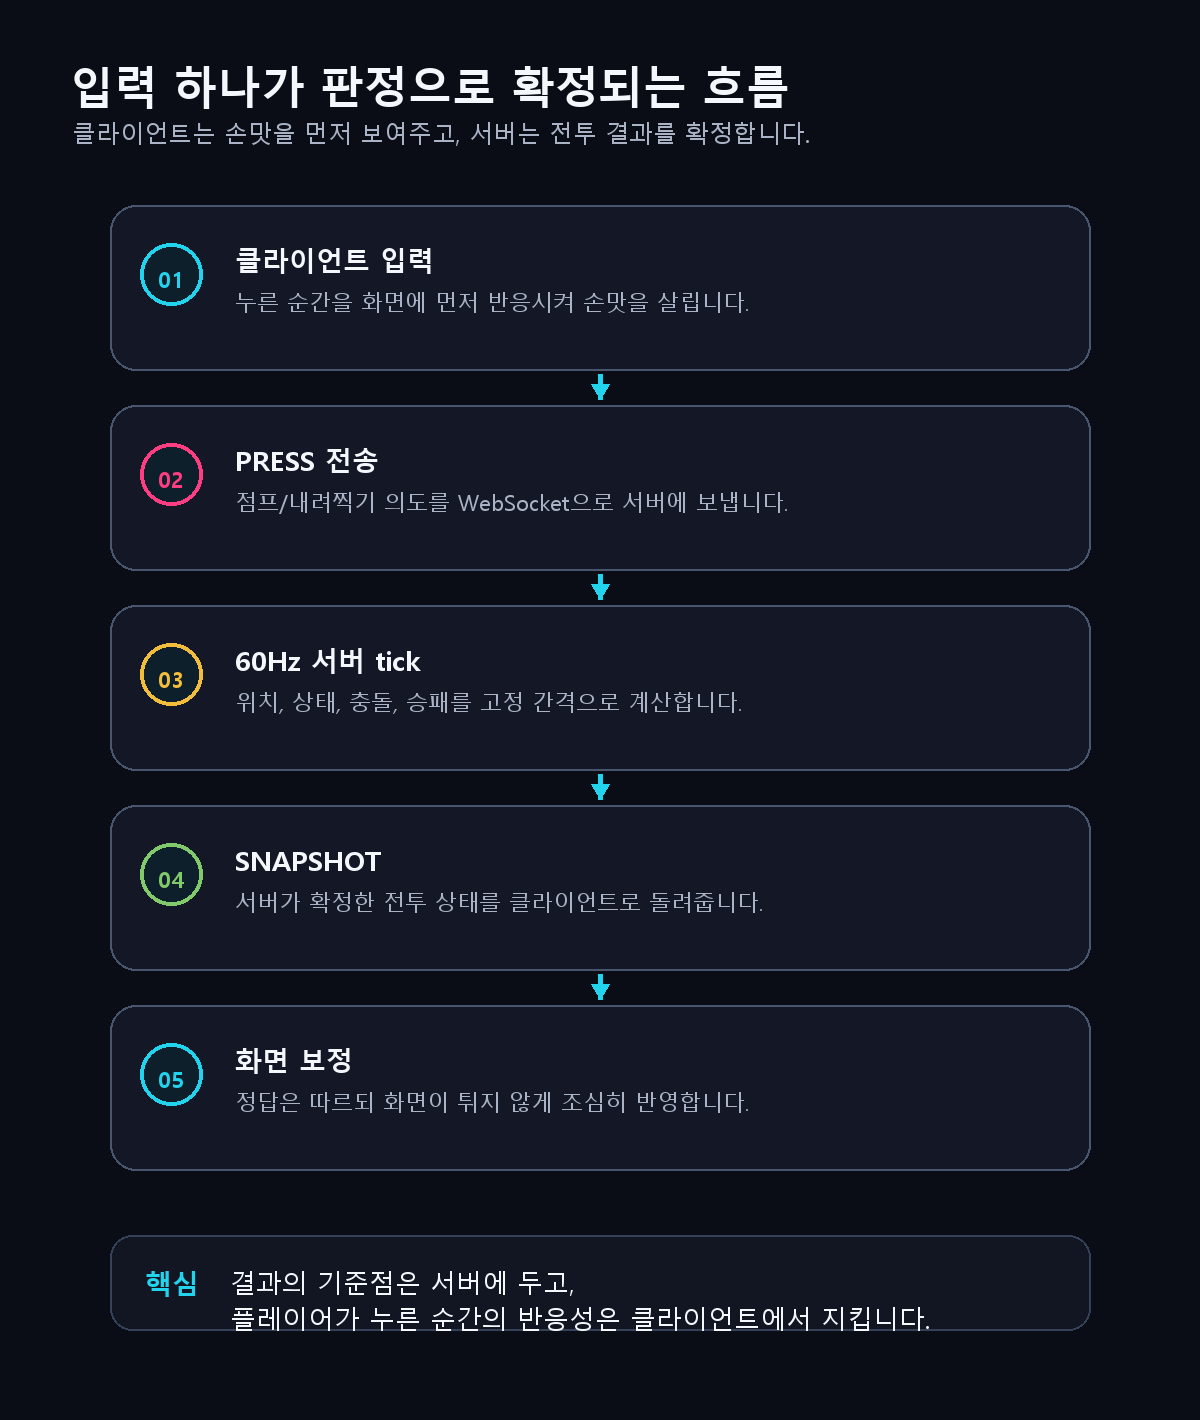 입력 하나가 판정으로 확정되는 흐름
클라이언트는 손맛을 먼저 보여주고, 서버는 전투 결과를 확정합니다.
01
클라이언트 입력
누른 순간을 화면에 먼저 반응시켜 손맛을 살립니다.
02
PRESS 전송
점프/내려찍기 의도를 WebSocket으로 서버에 보냅니다.
03
60Hz 서버 tick
위치, 상태, 충돌, 승패를 고정 간격으로 계산합니다.
04
SNAPSHOT
서버가 확정한 전투 상태를 클라이언트로 돌려줍니다.
05
화면 보정
정답은 따르되 화면이 튀지 않게 조심히 반영합니다.
핵심 결과의 기준점은 서버에 두고,
플레이어가 누른 순간의 반응성은 클라이언트에서 지킵니다.